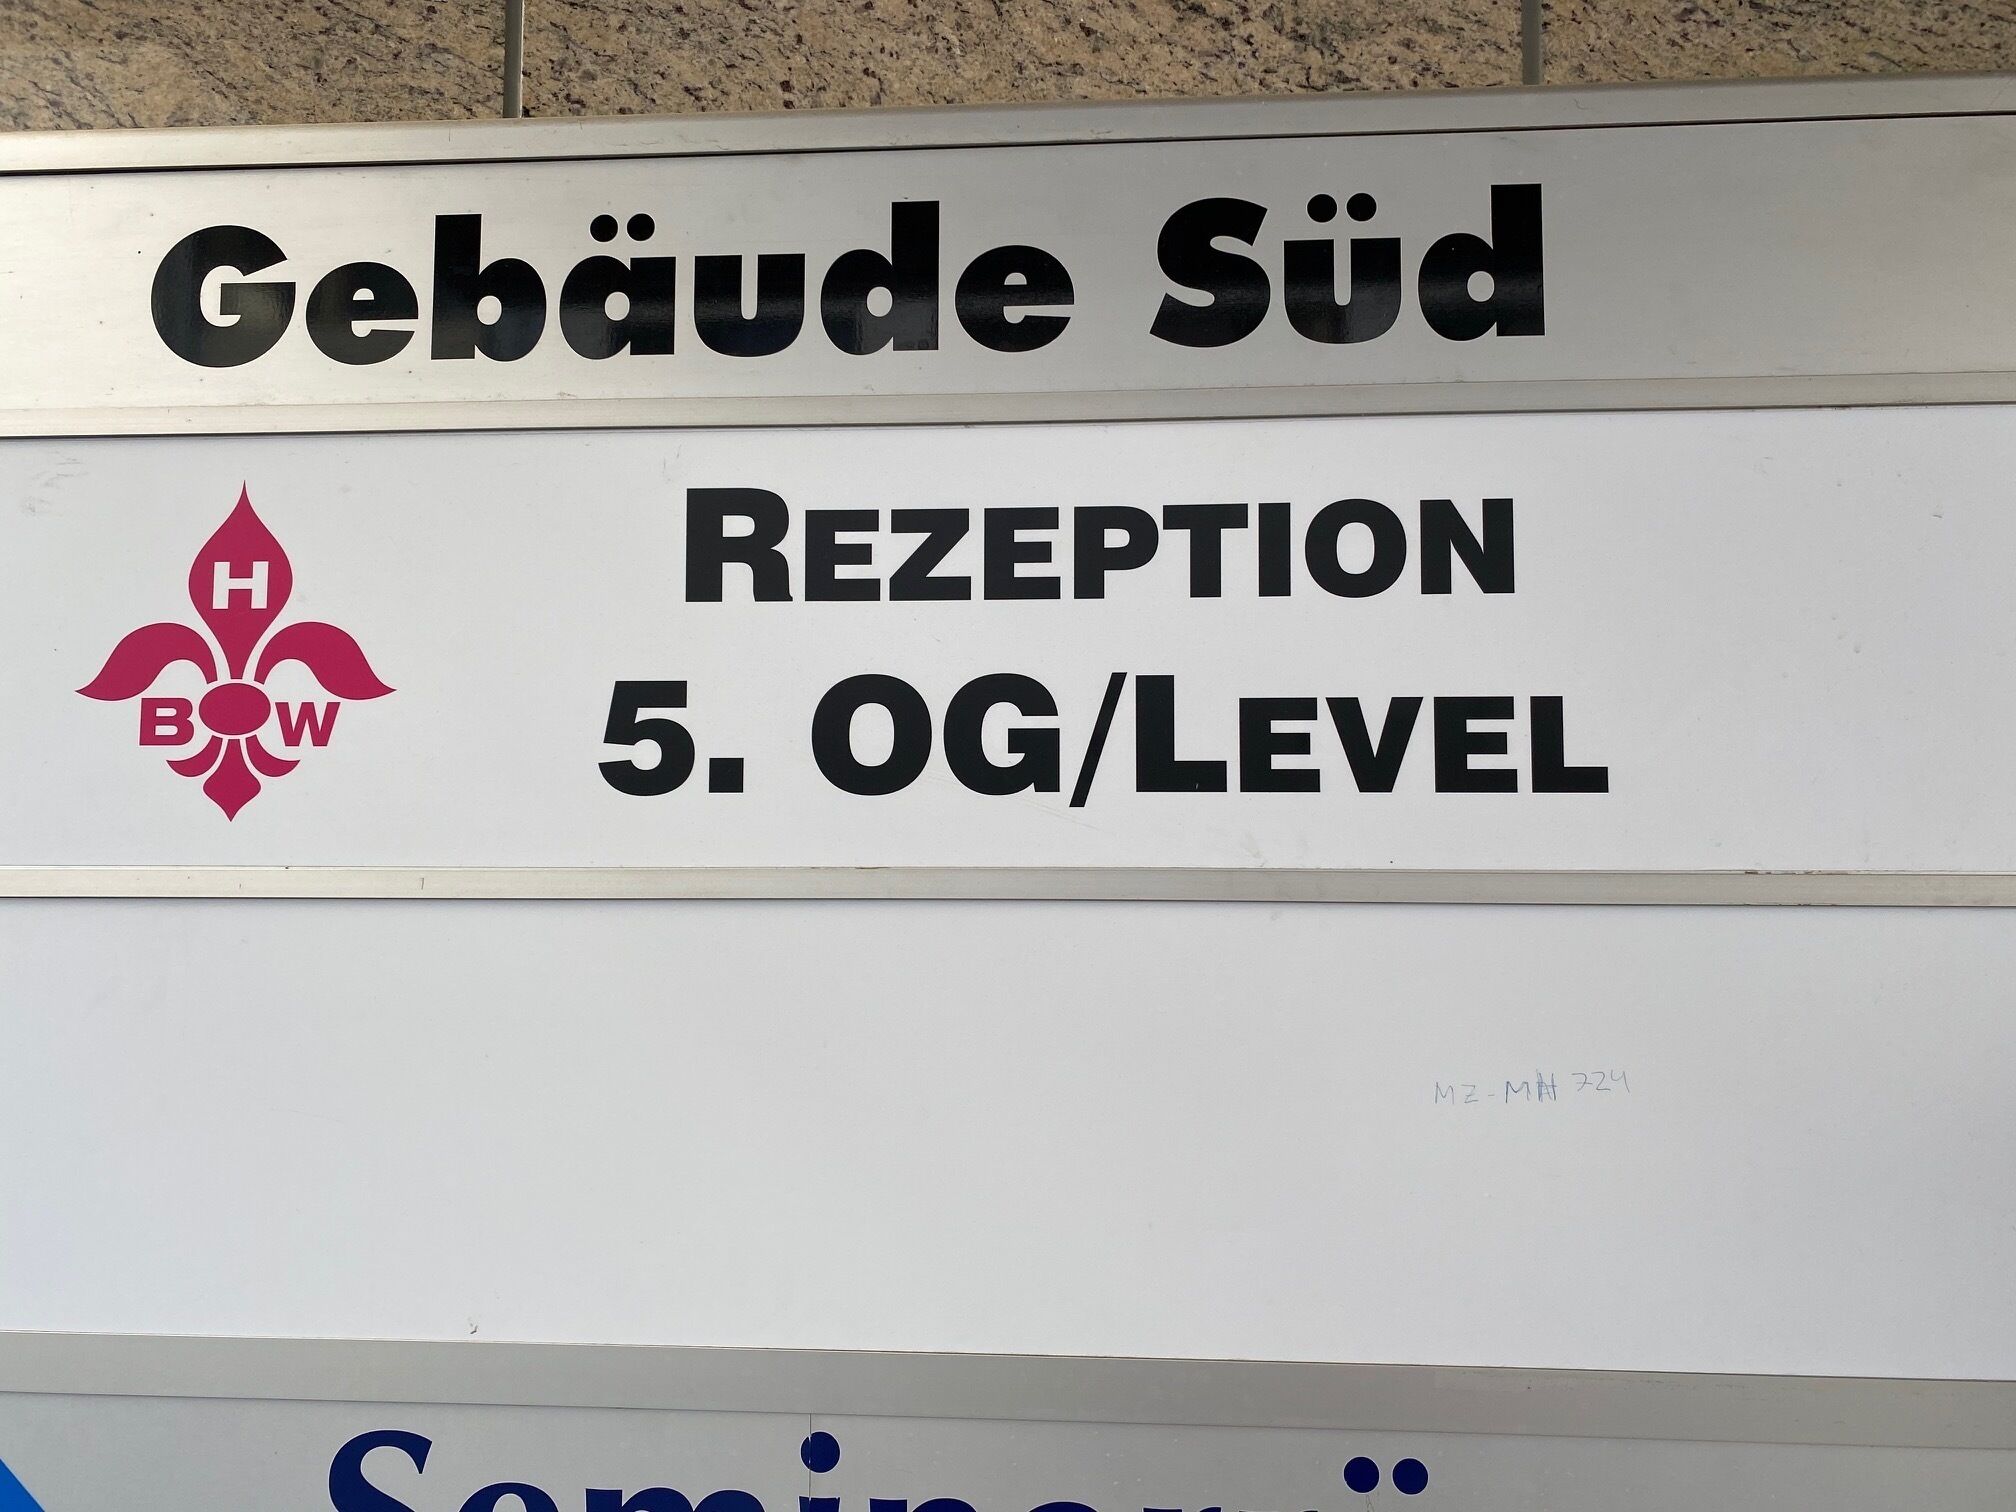 Gebäude Süd
H
B W
REZEPTION
5. OG/LEVEL
MZ-MH 724